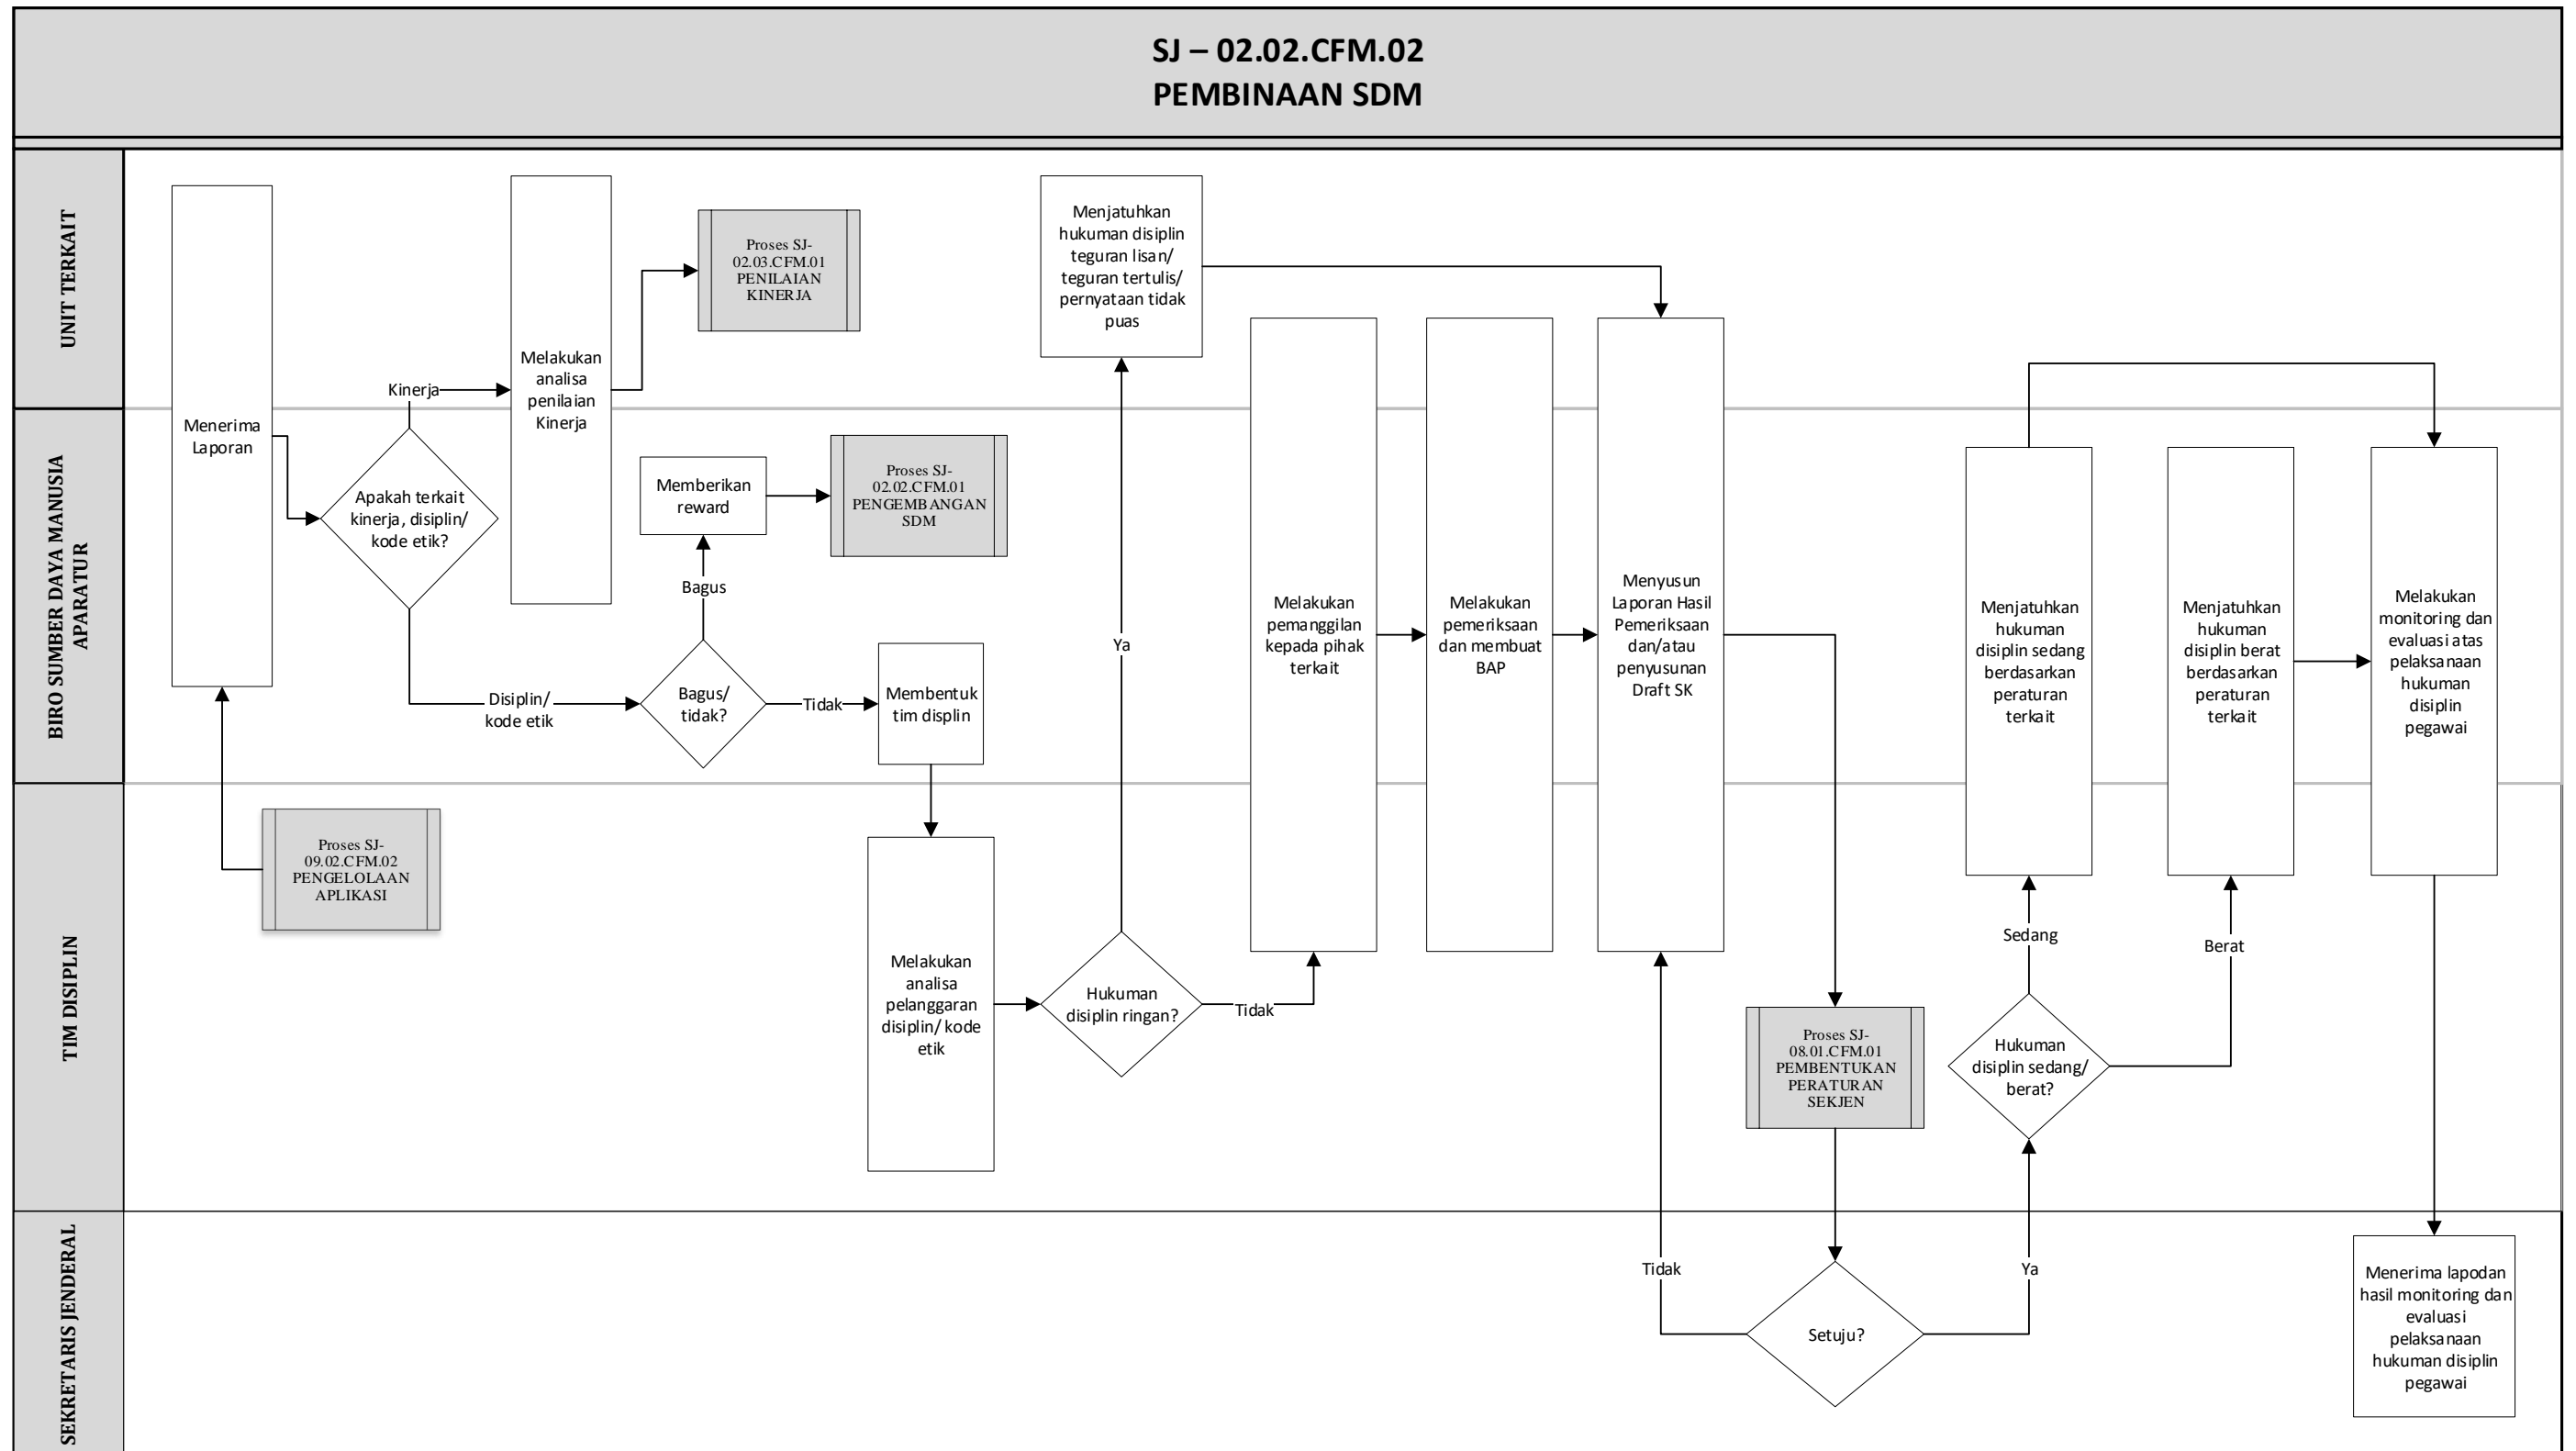 SJ – 02.02.CFM.02
PEMBINAAN SDM
UNIT TERKAIT
BIRO SUMBER DAYA MANUSIA
APARATUR
TIM DISIPLIN
SEKRETARIS JENDERAL
Menerima
Laporan
Proses SJ-
09.02.CFM.02
PENGELOLAAN
APLIKASI
Apakah terkait
kinerja, disiplin/
kode etik?
Kinerja
Disiplin/
kode etik
Melakukan
analisa
penilaian
Kinerja
Proses SJ-
02.03.CFM.01
PENILAIAN
KINERJA
Memberikan
reward
Proses SJ-
02.02.CFM.01
PENGEMBANGAN
SDM
Bagus
Bagus/
tidak?
Tidak
Membentuk
tim displin
Melakukan
analisa
pelanggaran
disiplin/ kode
etik
Hukuman
disiplin ringan?
Ya
Tidak
Menjatuhkan
hukuman disiplin
teguran lisan/
teguran tertulis/
pernyataan tidak
puas
Melakukan
pemanggilan
kepada pihak
terkait
Melakukan
pemeriksaan
dan membuat
BAP
Menyusun
Laporan Hasil
Pemeriksaan
dan/atau
penyusunan
Draft SK
Proses SJ-
08.01.CFM.01
PEMBENTUKAN
PERATURAN
SEKJEN
Setuju?
Tidak
Ya
Hukuman
disiplin sedang/
berat?
Sedang
Berat
Menjatuhkan
hukuman
disiplin sedang
berdasarkan
peraturan
terkait
Menjatuhkan
hukuman
disiplin berat
berdasarkan
peraturan
terkait
Melakukan
monitoring dan
evaluasi atas
pelaksanaan
hukuman
disiplin
pegawai
Menerima lapodan
hasil monitoring dan
evaluasi
pelaksanaan
hukuman disiplin
pegawai